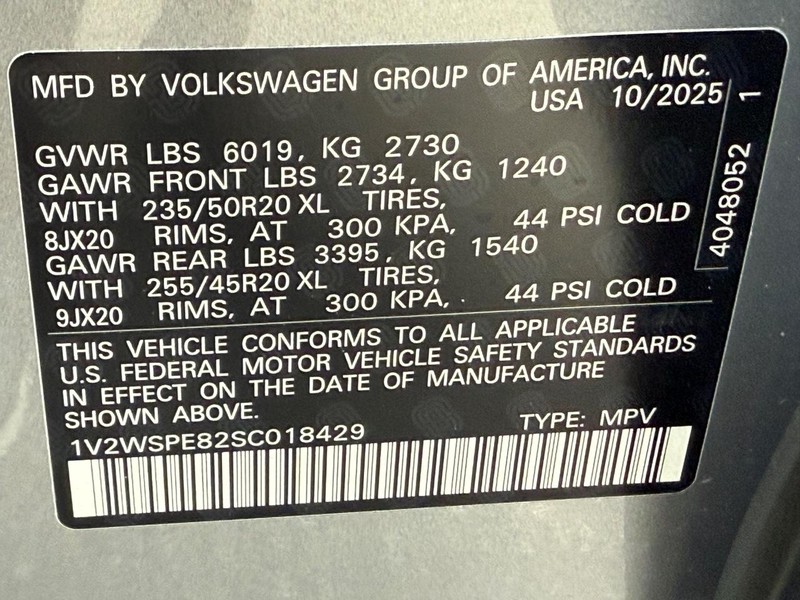 MFD BY VOLKSWAGEN GROUP OF AMERICA, INC.
USA 10/2025
GVWR LBS 6019, KG 2730
GAWR FRONT LBS 2734, KG 1240
WITH 235/50R20 XL TIRES,
8JX20 RIMS, AT 300 KPA, 44 PSI COLD
GAWR REAR LBS 3395, KG 1540
WITH 255/45R20 XL TIRES,
9JX20 RIMS, AT 300 KPA, 44 PSI COLD
THIS VEHICLE CONFORMS TO ALL APPLICABLE
U.S. FEDERAL MOTOR VEHICLE SAFETY STANDARDS
IN EFFECT ON THE DATE OF MANUFACTURE
SHOWN ABOVE.
1V2WSPE82SC018429 TYPE: MPV
4048052 1